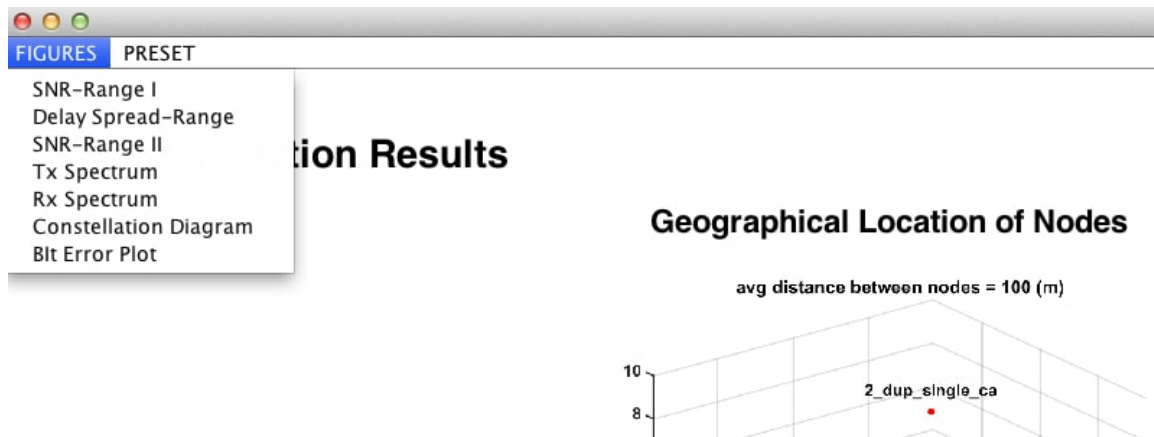 FIGURES PRESET
SNR-Range I
Delay Spread-Range
SNR-Range II
Tx Spectrum
Rx Spectrum
Constellation Diagram
BIt Error Plot
tion Results
Geographical Location of Nodes
avg distance between nodes = 100 (m)
10
2_dup_single_ca
8